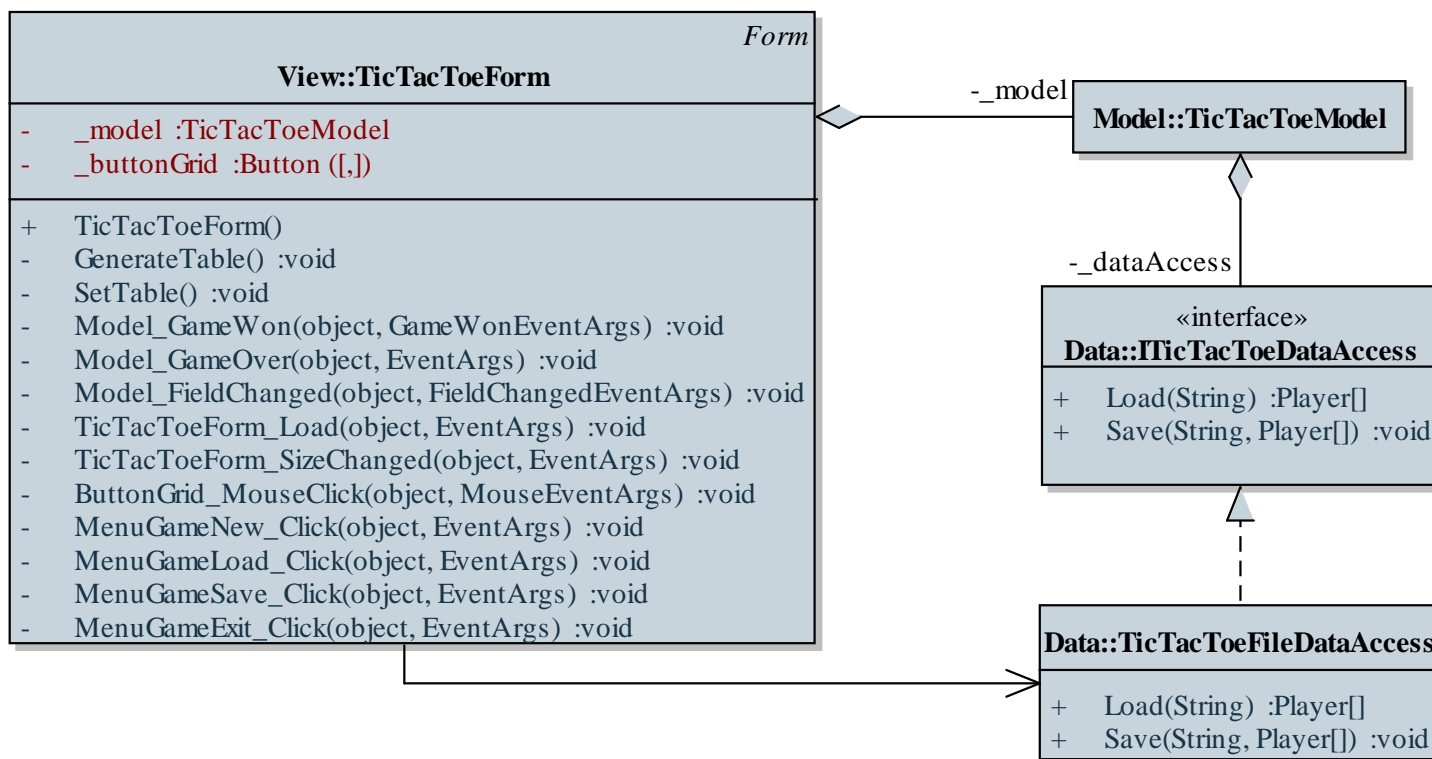 Form
View::TicTacToeForm
- _model :TicTacToeModel
- _buttonGrid :Button ([,])
+ TicTacToeForm()
- GenerateTable() :void
- SetTable() :void
- Model_GameWon(object, GameWonEventArgs) :void
- Model_GameOver(object, EventArgs) :void
- Model_FieldChanged(object, FieldChangedEventArgs) :void
- TicTacToeForm_Load(object, EventArgs) :void
- TicTacToeForm_SizeChanged(object, EventArgs) :void
- ButtonGrid_MouseClick(object, MouseEventArgs) :void
- MenuGameNew_Click(object, EventArgs) :void
- MenuGameLoad_Click(object, EventArgs) :void
- MenuGameSave_Click(object, EventArgs) :void
- MenuGameExit_Click(object, EventArgs) :void
-_model
Model::TicTacToeModel
-_dataAccess
«interface»
Data::ITicTacToeDataAccess
+ Load(String) :Player[]
+ Save(String, Player[]) :void
Data::TicTacToeFileDataAccess
+ Load(String) :Player[]
+ Save(String, Player[]) :void